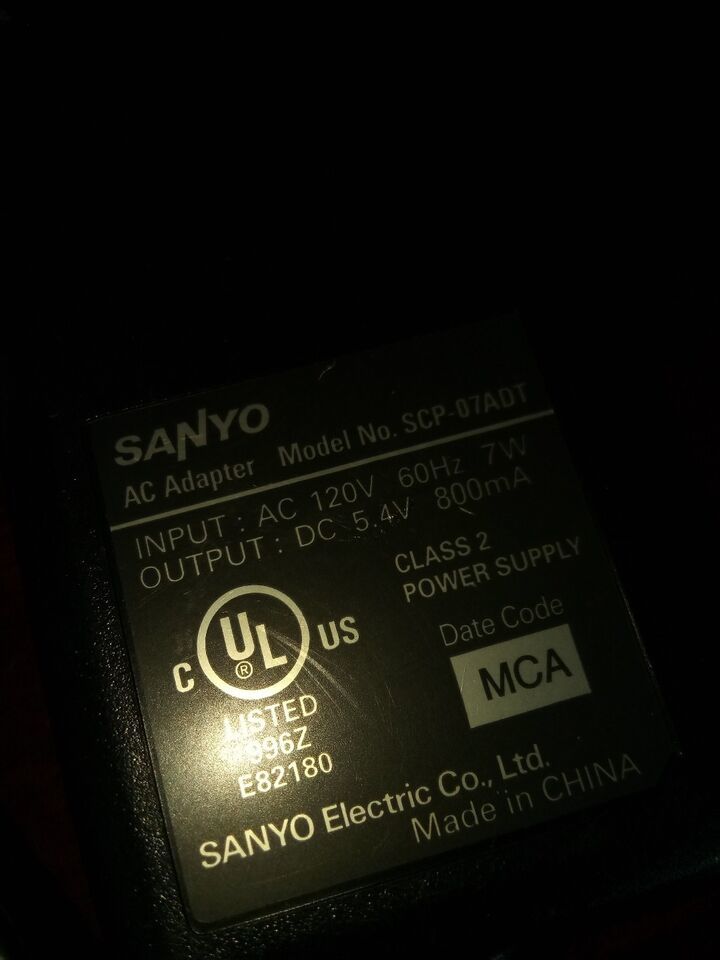 SANYO
AC Adapter Model No. SCP-07ADT
INPUT : AC 120V 60Hz 7W
OUTPUT : DC 5.4V 800mA
CLASS 2
POWER SUPPLY
C UL ® US
LISTED
996Z
E82180
Date Code
MCA
SANYO Electric Co., Ltd.
Made in CHINA